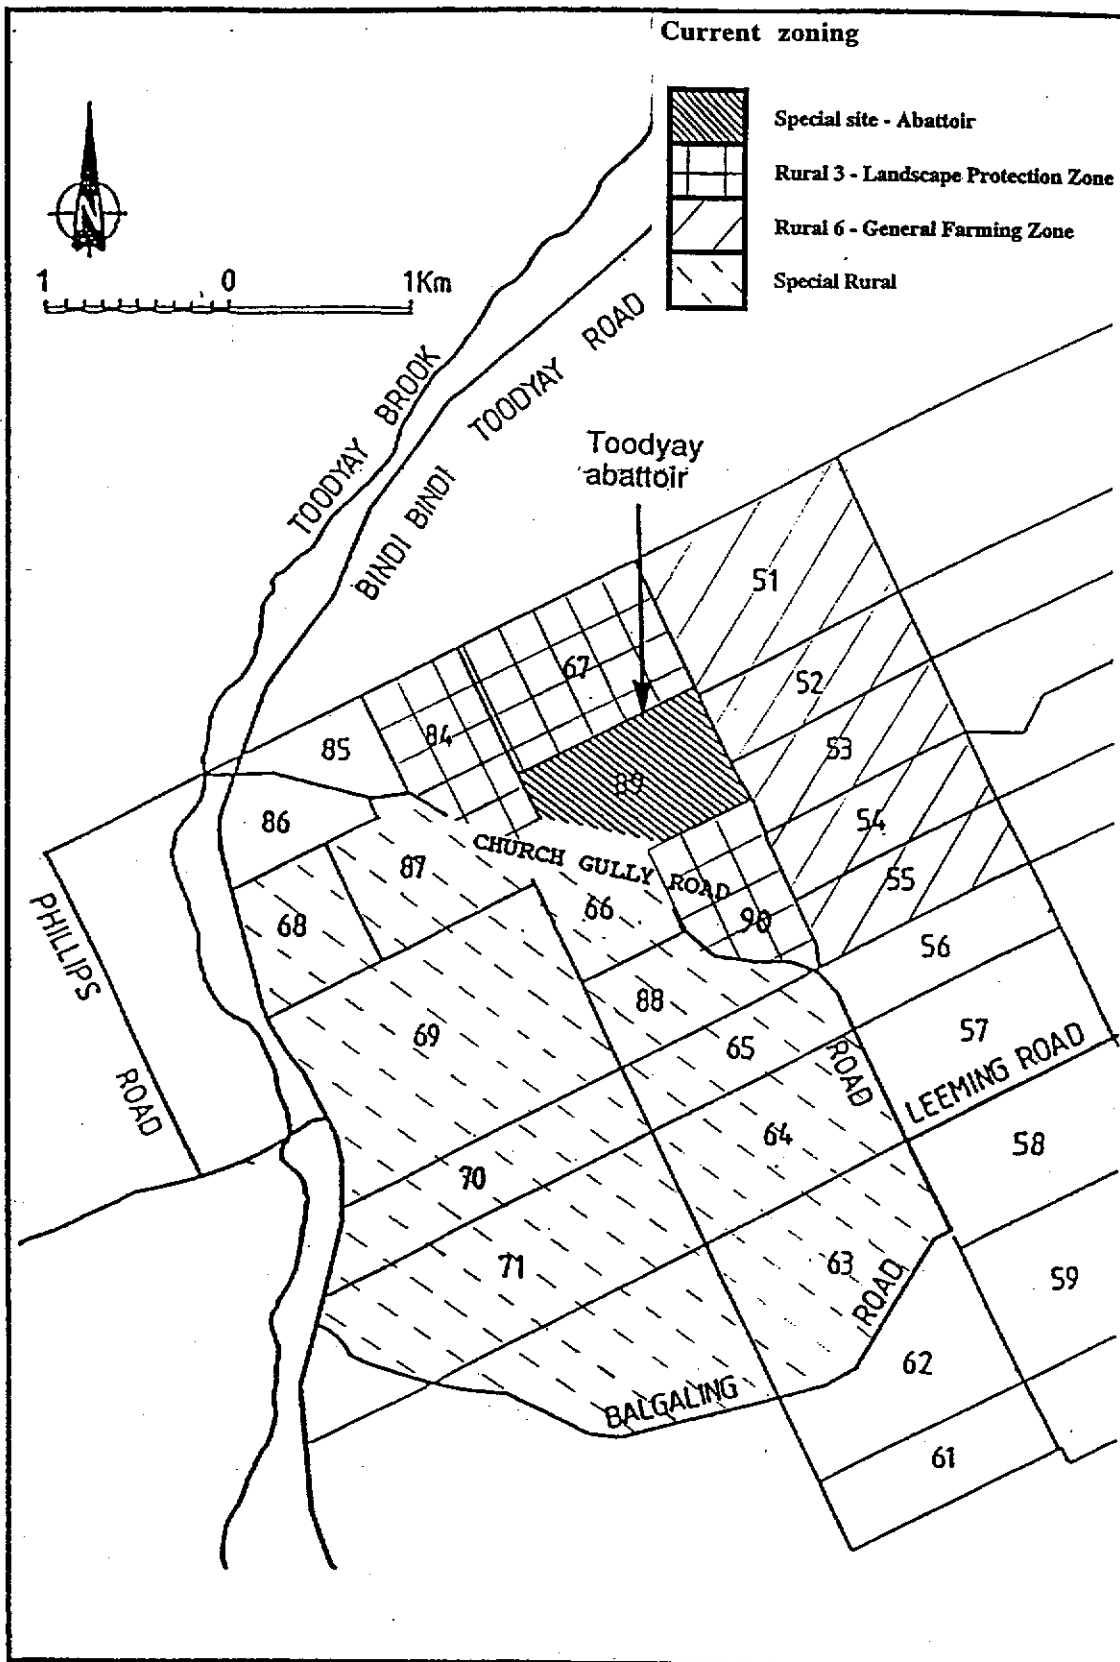 Current zoning
Special site - Abattoir
Rural 3 - Landscape Protection Zone
Rural 6 - General Farming Zone
Special Rural
N
1 0 1Km
TOODYAY BROOK
BINDI BINDI TOODYAY ROAD
Toodyay
abattoir
51
67
52
84
85
53
89
86
54
CHURCH GULLY ROAD
87
55
66
90
68
56
PHILLIPS ROAD
88
57
69
65
ROAD
LEEMING ROAD
64
58
70
63
71
59
BALGALING ROAD
62
61